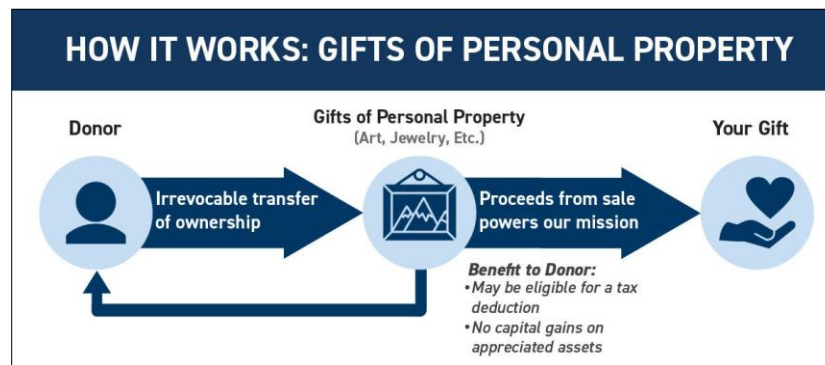 HOW IT WORKS: GIFTS OF PERSONAL PROPERTY
Donor
Gifts of Personal Property
(Art, Jewelry, Etc.)
Your Gift
Irrevocable transfer
of ownership
Proceeds from sale
powers our mission
Benefit to Donor:
•May be eligible for a tax
deduction
•No capital gains on
appreciated assets